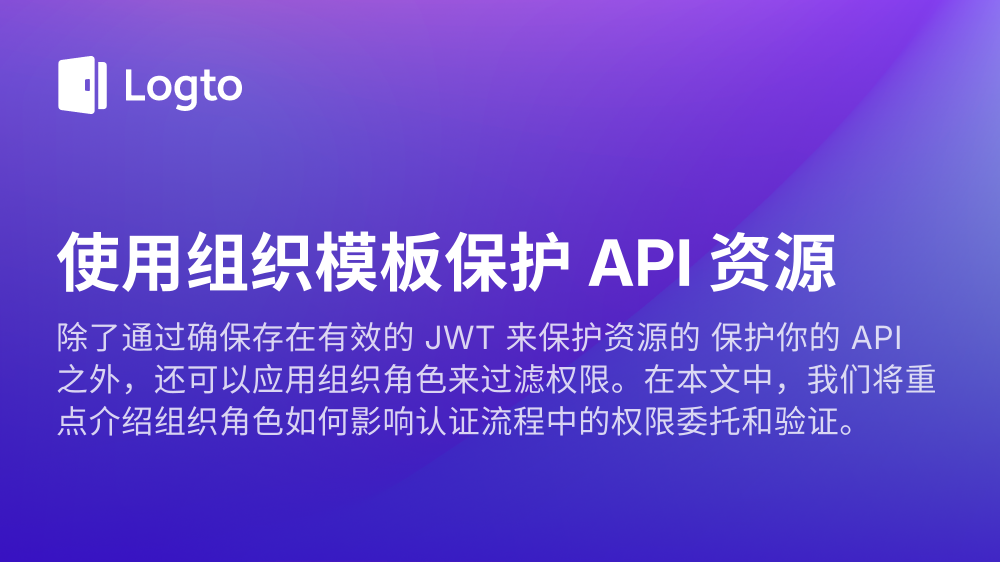 Logto
使用组织模板保护 API 资源
除了通过确保存在有效的 JWT 来保护资源的 保护你的 API
之外，还可以应用组织角色来过滤权限。在本文中，我们将重
点介绍组织角色如何影响认证流程中的权限委托和验证。